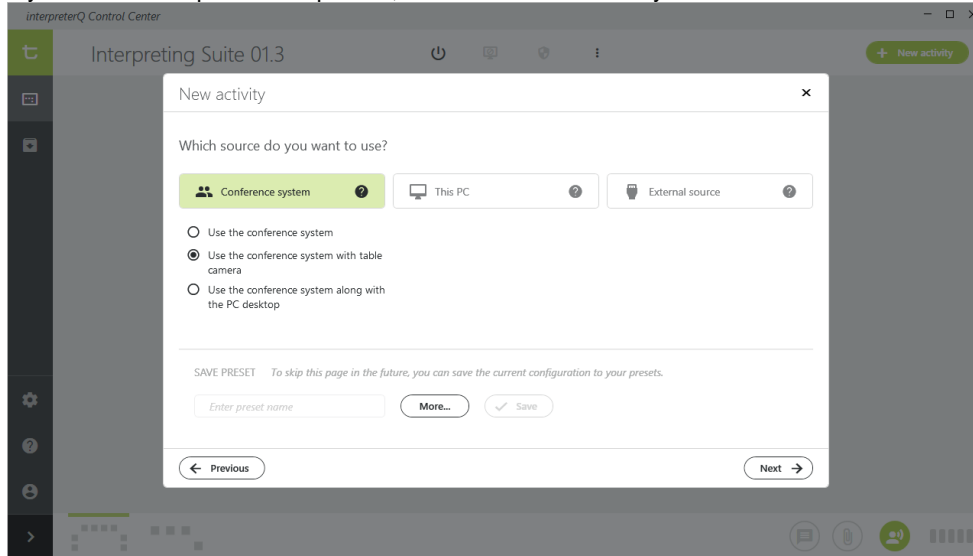 interpreterQ Control Center
Interpreting Suite 01.3
New activity
New activity
Which source do you want to use?
Conference system
This PC
External source
Use the conference system
Use the conference system with table
camera
Use the conference system along with
the PC desktop
SAVE PRESET To skip this page in the future, you can save the current configuration to your presets.
Enter preset name
More...
Save
Previous
Next